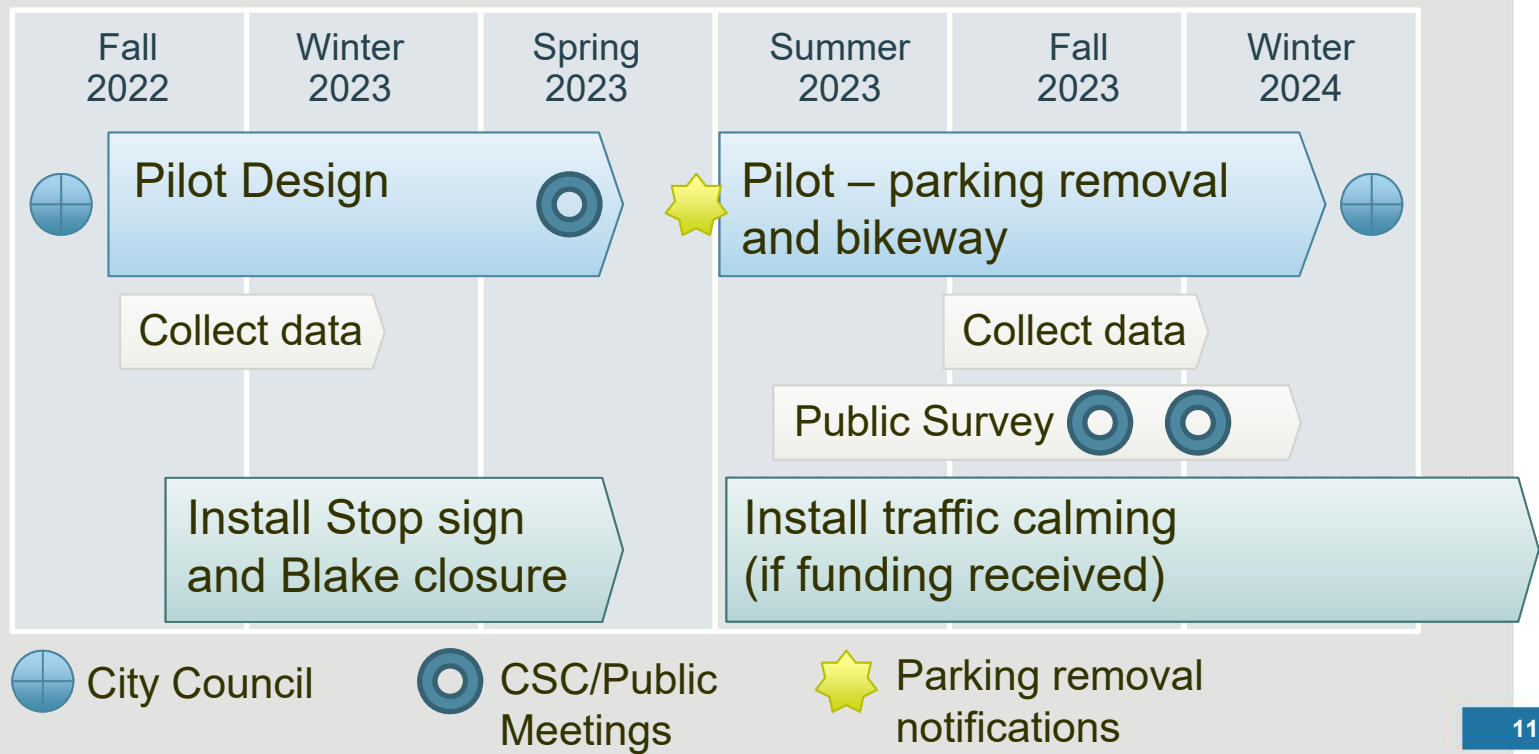 Fall
2022
Winter
2023
Spring
2023
Summer
2023
Fall
2023
Winter
2024
Pilot Design
Pilot – parking removal
and bikeway
Collect data
Collect data
Public Survey
Install Stop sign
and Blake closure
Install traffic calming
(if funding received)
City Council
CSC/Public
Meetings
Parking removal
notifications
11